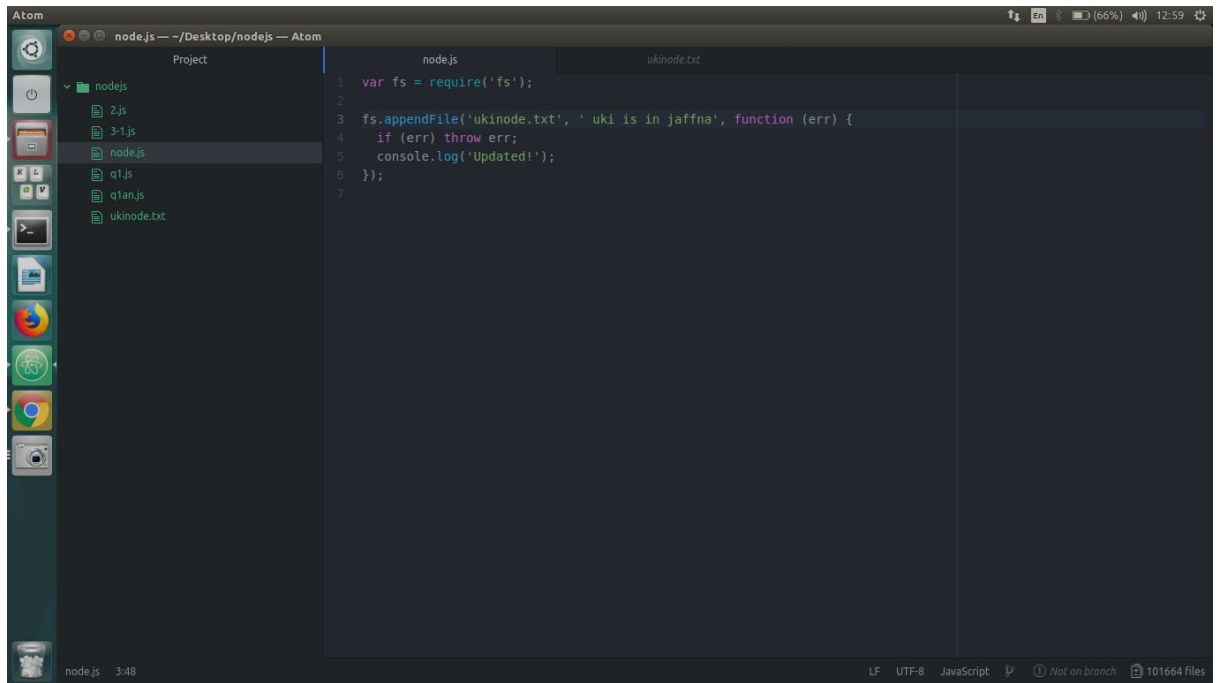 Atom
En (66%) 12:59
node.js — ~/Desktop/nodejs — Atom
Project
nodejs
2.js
3-1.js
node.js
q1.js
q1an.js
ukinode.txt
node.js
ukinode.txt
1 var fs = require('fs');
2
3 fs.appendFile('ukinode.txt', ' uki is in jaffna', function (err) {
4 if (err) throw err;
5 console.log('Updated!');
6 });
7
K L
a V
>_
node.js 3:48
LF UTF-8 JavaScript Not on branch 101664 files